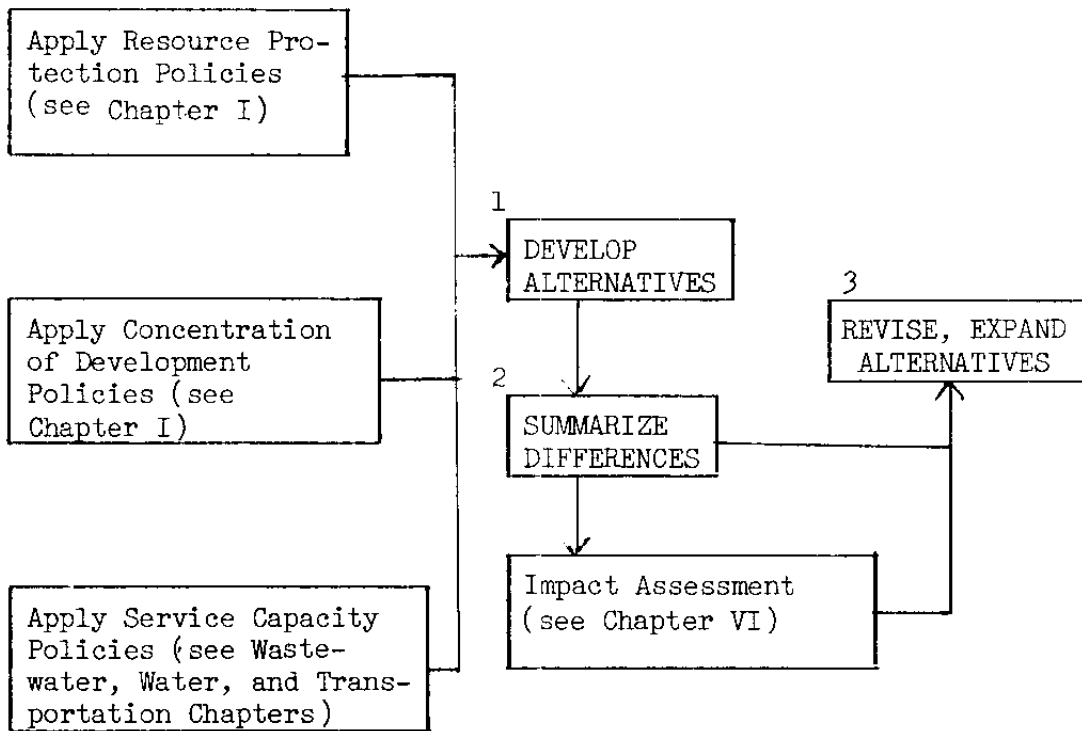 Apply Resource Pro-
tection Policies
(see Chapter I)
Apply Concentration
of Development
Policies (see
Chapter I)
Apply Service Capacity
Policies (see Waste-
water, Water, and Trans-
portation Chapters)
1
DEVELOP
ALTERNATIVES
2
SUMMARIZE
DIFFERENCES
Impact Assessment
(see Chapter VI)
3
REVISE, EXPAND
ALTERNATIVES